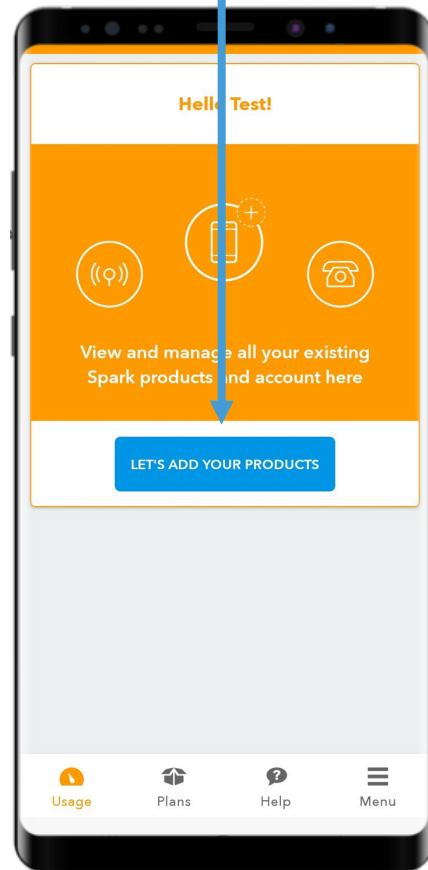 Hello Test!
View and manage all your existing
Spark products and account here
LET'S ADD YOUR PRODUCTS
Usage
Plans
Help
Menu